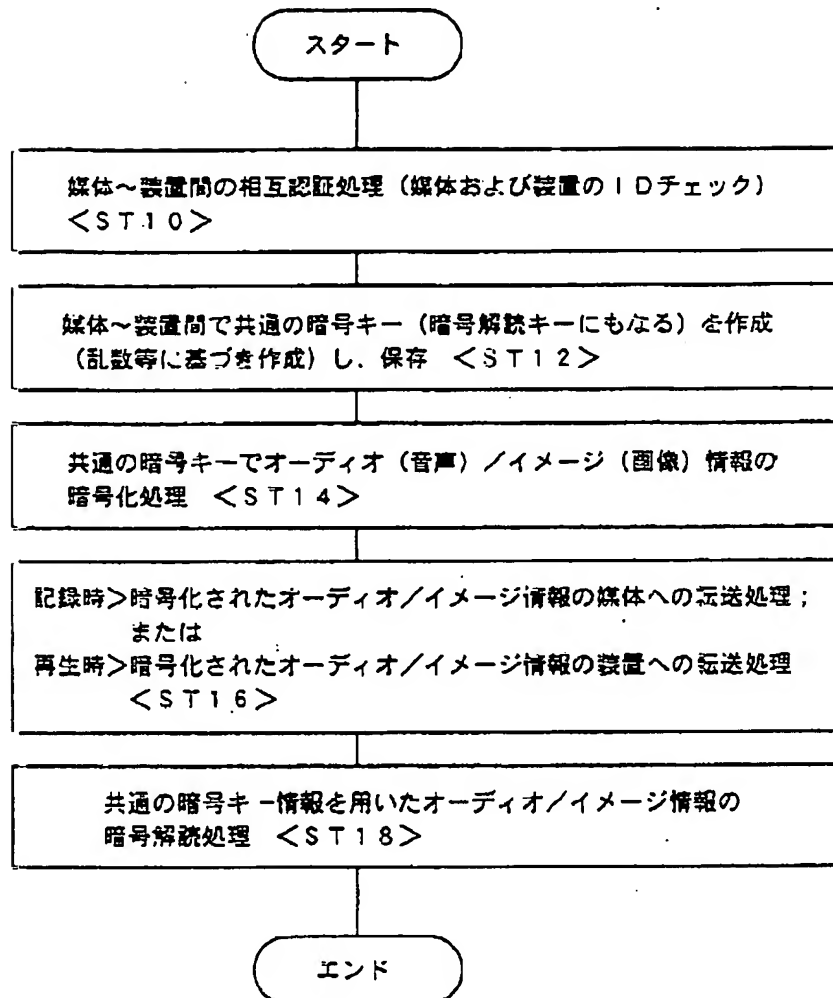 スタート
媒体~装置間の相互認証処理(媒体および装置のIDチェック)
<ST10>
媒体~装置間で共通の暗号キー(暗号解読キーにもなる)を作成
(乱数等に基づき作成)し、保存 <ST12>
共通の暗号キーでオーディオ(音声)/イメージ(画像)情報の
暗号化処理 <ST14>
記録時>暗号化されたオーディオ/イメージ情報の媒体への転送処理;
または
再生時>暗号化されたオーディオ/イメージ情報の装置への転送処理
<ST16>
共通の暗号キー情報を用いたオーディオ/イメージ情報の
暗号解読処理 <ST18>
エンド